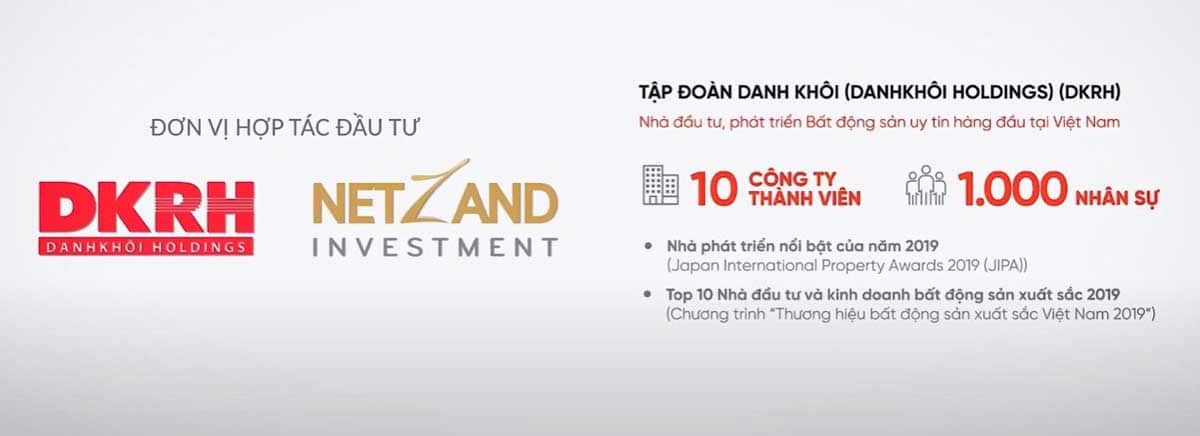 ĐƠN VỊ HỢP TÁC ĐẦU TƯ
DKRH
DANHKHÔI HOLDINGS
NETLAND
INVESTMENT
TẬP ĐOÀN DANH KHÔI (DANHKHÔI HOLDINGS) (DKRH)
Nhà đầu tư, phát triển Bất động sản uy tín hàng đầu tại Việt Nam
10 CÔNG TY
THÀNH VIÊN
1.000 NHÂN SỰ
• Nhà phát triển nổi bật của năm 2019
(Japan International Property Awards 2019 (JIPA))
• Top 10 Nhà đầu tư và kinh doanh bất động sản xuất sắc 2019
(Chương trình "Thương hiệu bất động sản xuất sắc Việt Nam 2019")